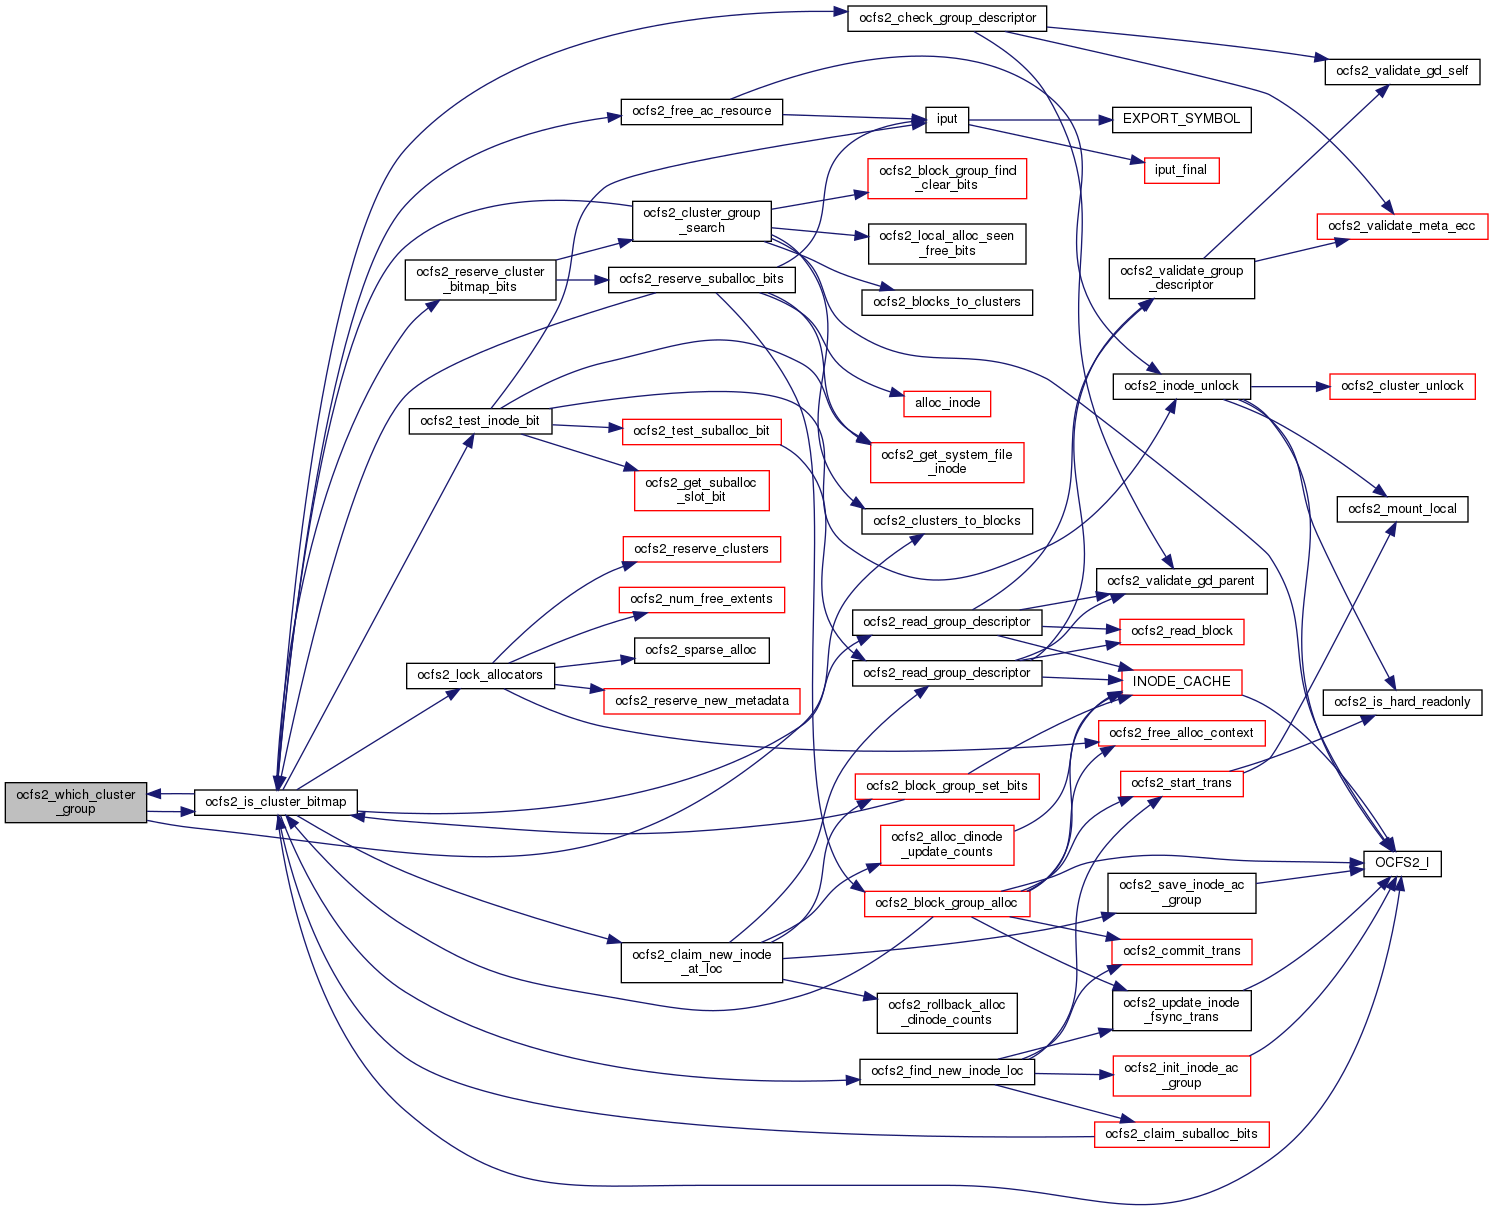 ocfs2_which_cluster
_group
ocfs2_is_cluster_bitmap
ocfs2_reserve_cluster
_bitmap_bits
ocfs2_test_inode_bit
ocfs2_lock_allocators
ocfs2_free_ac_resource
ocfs2_cluster_group
_search
ocfs2_reserve_suballoc_bits
ocfs2_test_suballoc_bit
ocfs2_get_suballoc
_slot_bit
ocfs2_reserve_clusters
ocfs2_num_free_extents
ocfs2_sparse_alloc
ocfs2_reserve_new_metadata
ocfs2_claim_new_inode
_at_loc
ocfs2_check_group_descriptor
iput
ocfs2_block_group_find
_clear_bits
ocfs2_local_alloc_seen
_free_bits
ocfs2_blocks_to_clusters
alloc_inode
ocfs2_get_system_file
_inode
ocfs2_clusters_to_blocks
ocfs2_read_group_descriptor
ocfs2_read_group_descriptor
ocfs2_block_group_set_bits
ocfs2_alloc_dinode
_update_counts
ocfs2_block_group_alloc
ocfs2_rollback_alloc
_dinode_counts
ocfs2_find_new_inode_loc
EXPORT_SYMBOL
iput_final
ocfs2_validate_group
_descriptor
ocfs2_inode_unlock
ocfs2_validate_gd_parent
ocfs2_read_block
INODE_CACHE
ocfs2_free_alloc_context
ocfs2_start_trans
ocfs2_save_inode_ac
_group
ocfs2_commit_trans
ocfs2_update_inode
_fsync_trans
ocfs2_init_inode_ac
_group
ocfs2_claim_suballoc_bits
ocfs2_validate_gd_self
ocfs2_validate_meta_ecc
ocfs2_cluster_unlock
ocfs2_mount_local
ocfs2_is_hard_readonly
OCFS2_I